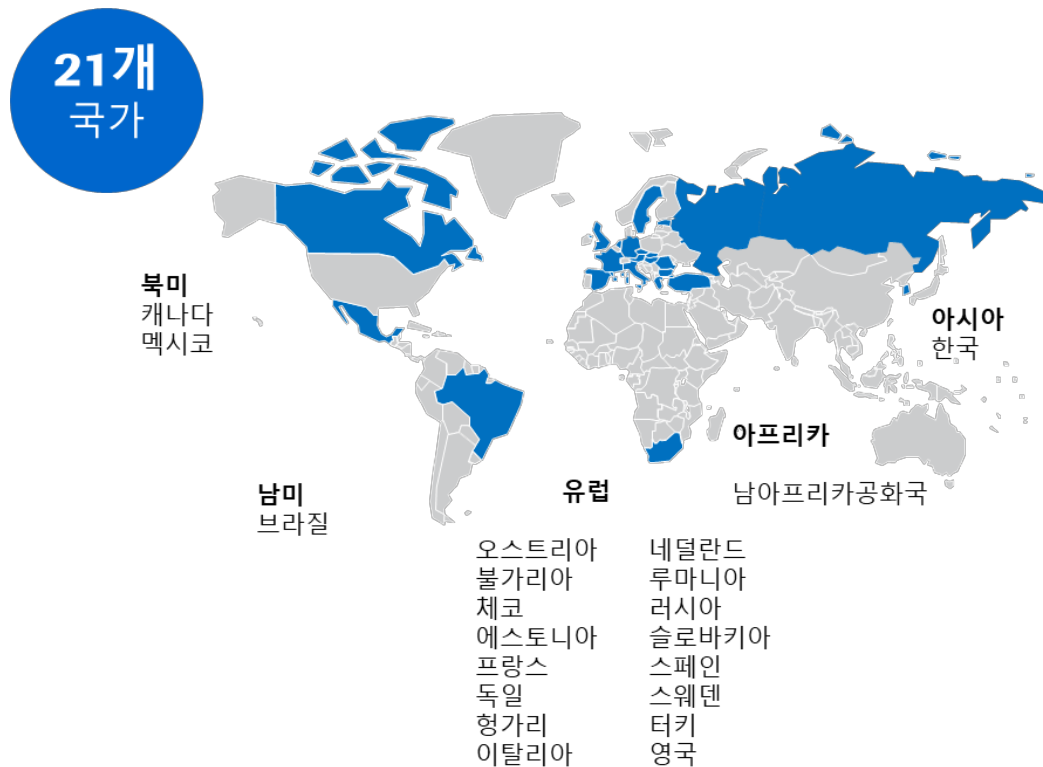 21개
국가
북미
캐나다
멕시코
아시아
한국
아프리카
남아프리카공화국
남미
브라질
유럽
오스트리아
불가리아
체코
에스토니아
프랑스
독일
헝가리
이탈리아
네덜란드
루마니아
러시아
슬로바키아
스페인
스웨덴
터키
영국